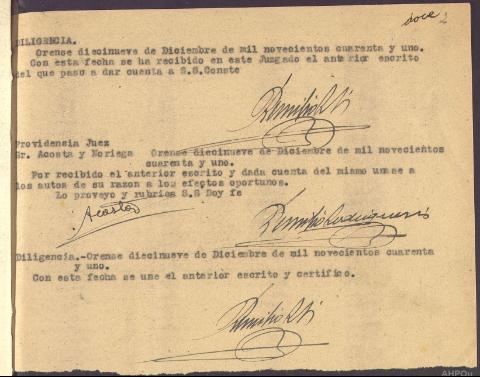 doce 2
DILIGENCIA.
Orense diecinueve de Diciembre de mil novecientos cuarenta y uno.
Con esta fecha se ha recibido en este Juzgado el anterior escrito
del que paso a dar cuenta a S.S.Conste
Providencia Juez
Sr. Acosta y Noriega Orense diecinueve de Diciembre de mil novecientos
cuarenta y uno.
Por recibido el anterior escrito y dada cuenta del mismo unase a
los autos de su razon a los efectos oportunos.
Lo proveyo y rubrica S.S Doy fe
Acosta
Diligencia.-Orense diecinueve de Diciembre de mil novecientos cuarenta
y uno.
Con esta fecha se une el anterior escrito y certifico.
AHPOu